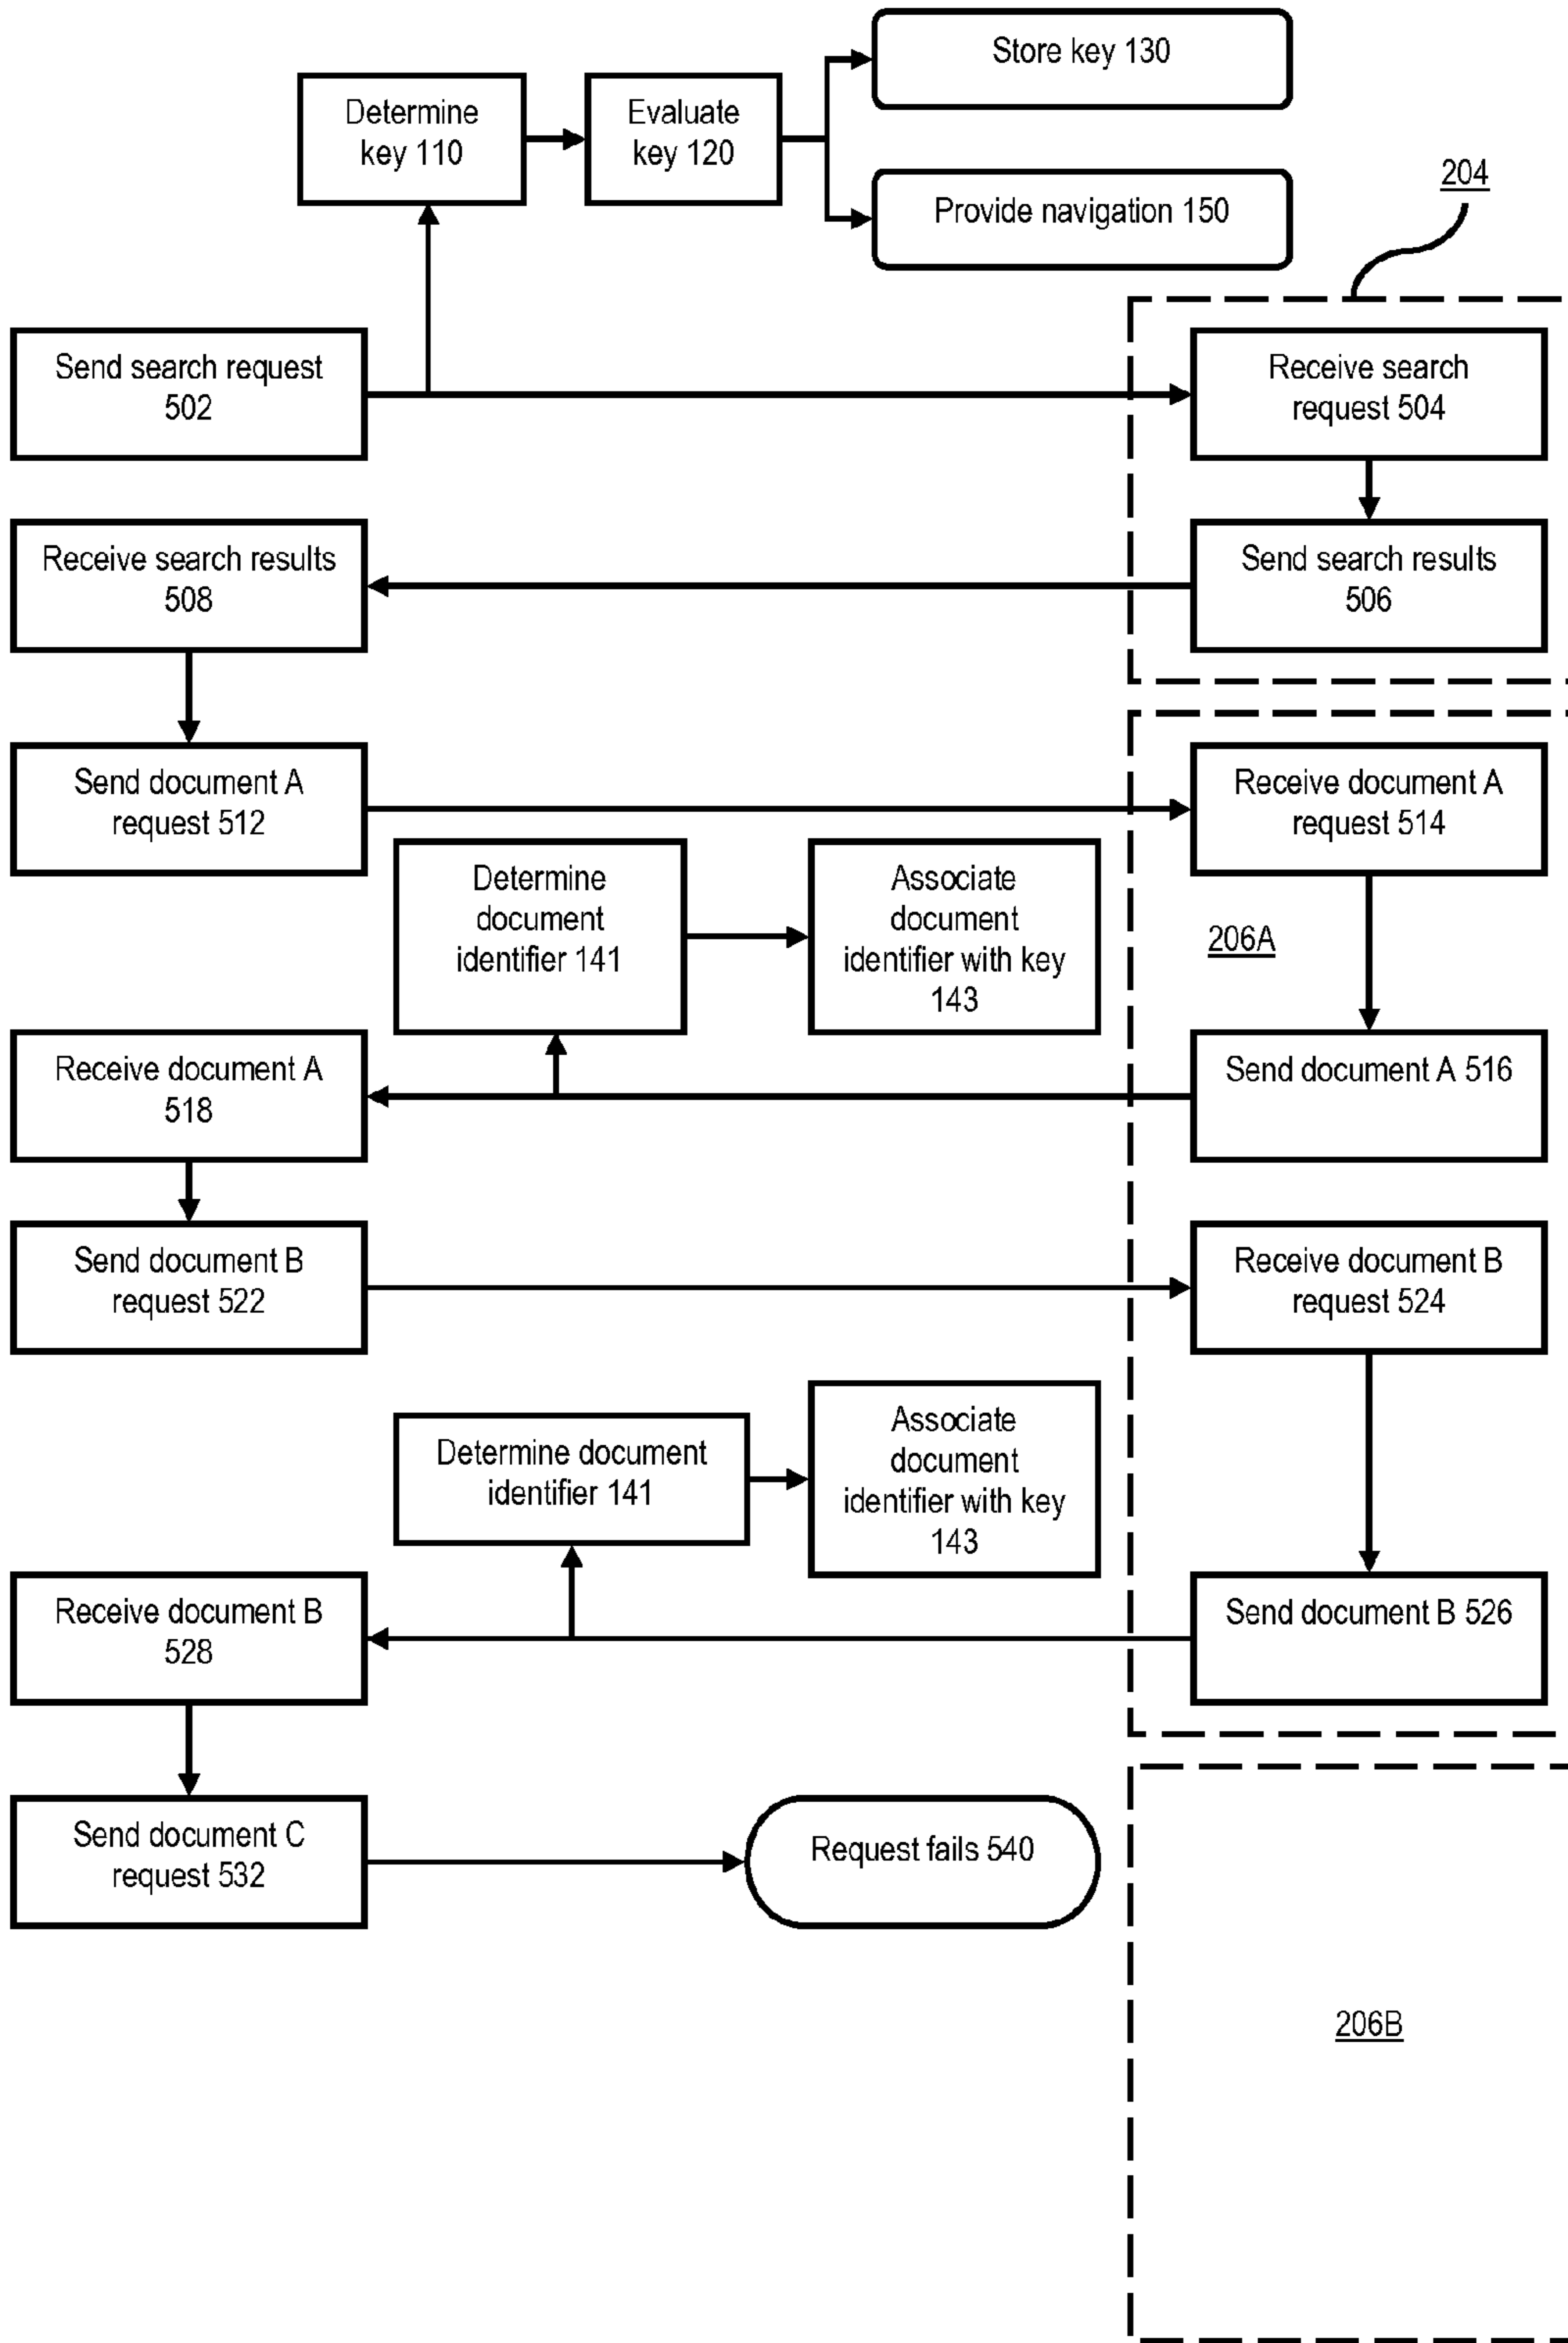 Store key 130
Determine
key 110
Evaluate
key 120
Provide navigation 150
204
Send search request
502
Receive search
request 504
Receive search results
508
Send search results
506
Send document A
request 512
Receive document A
request 514
Determine
document
identifier 141
Associate
document
identifier with key
143
206A
Receive document A
518
Send document A 516
Send document B
request 522
Receive document B
request 524
Determine document
identifier 141
Associate
document
identifier with key
143
Receive document B
528
Send document B 526
Send document C
request 532
Request fails 540
206B